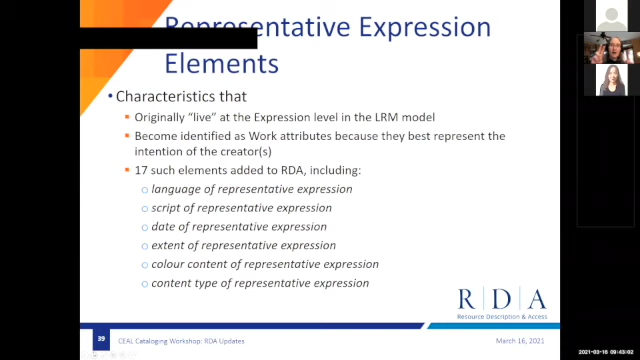 Representative Expression
Elements
• Characteristics that
Originally “live” at the Expression level in the LRM model
Become identified as Work attributes because they best represent the
intention of the creator(s)
17 such elements added to RDA, including:
language of representative expression
script of representative expression
date of representative expression
extent of representative expression
colour content of representative expression
content type of representative expression
R|D|A
Resource Description & Access
39 CEAL Cataloging Workshop: RDA Updates March 16, 2021
2021-03-16 09:43:02